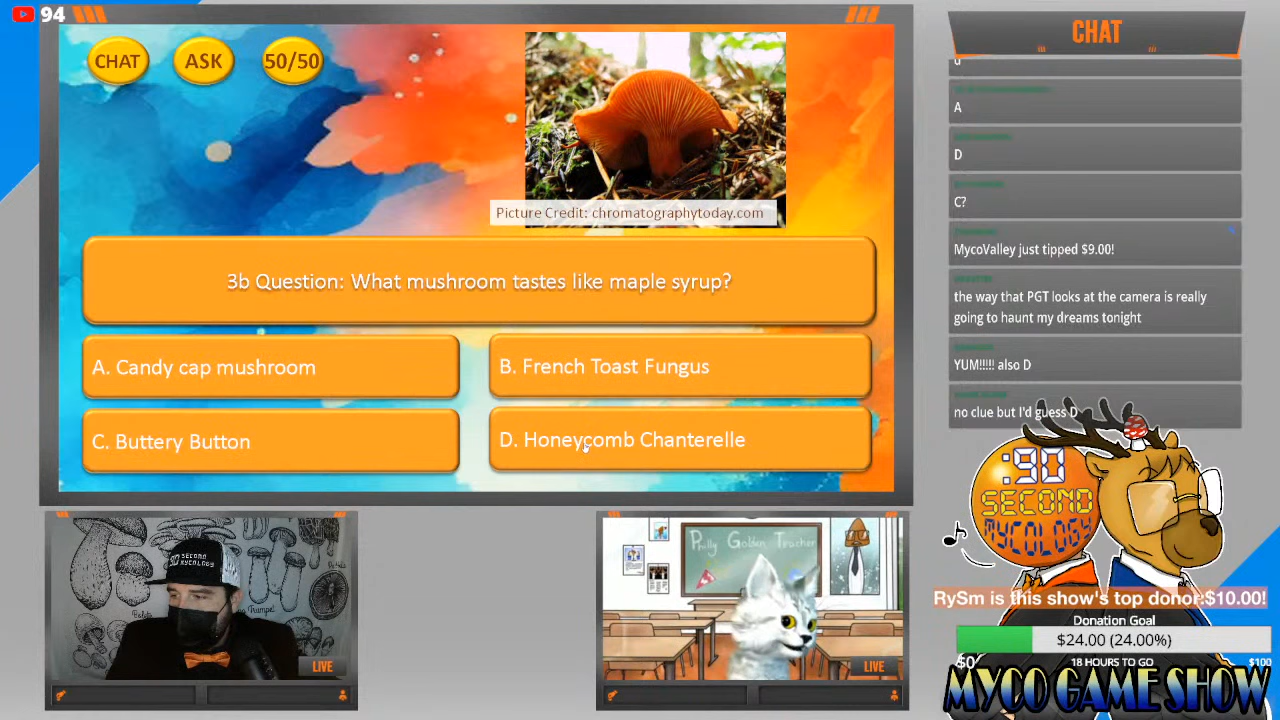 94
CHAT
ASK
50/50
Picture Credit: chromatographytoday.com
3b Question: What mushroom tastes like maple syrup?
A. Candy cap mushroom
B. French Toast Fungus
C. Buttery Button
D. Honeycomb Chanterelle
CHAT
A
D
C?
MycoValley just tipped $9.00!
the way that PGT looks at the camera is really
going to haunt my dreams tonight
YUM!!!!! also D
no clue but I'd guess D
:90
SECOND
MYCOLOGY
90 SECOND
MYCOLOGY
LIVE
Philly Golden Teacher
LIVE
RySm is this show's top donor:$10.00!
Donation Goal
$24.00 (24.00%)
$0
18 HOURS TO GO
$100
MYCO GAME SHOW